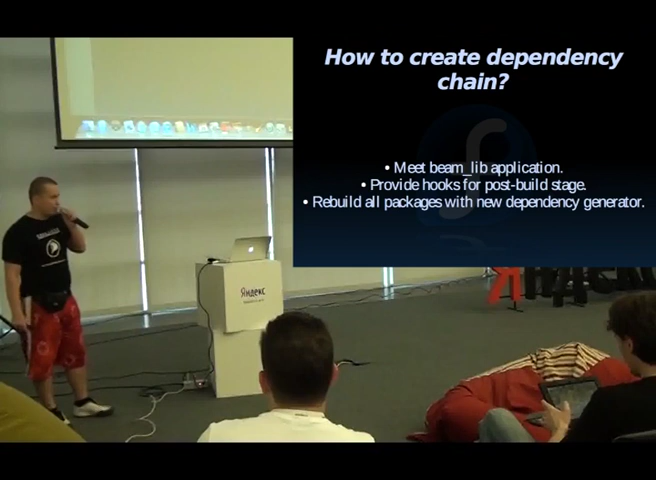 How to create dependency
chain?
• Meet beam_lib application.
• Provide hooks for post-build stage.
• Rebuild all packages with new dependency generator.
Яндекс